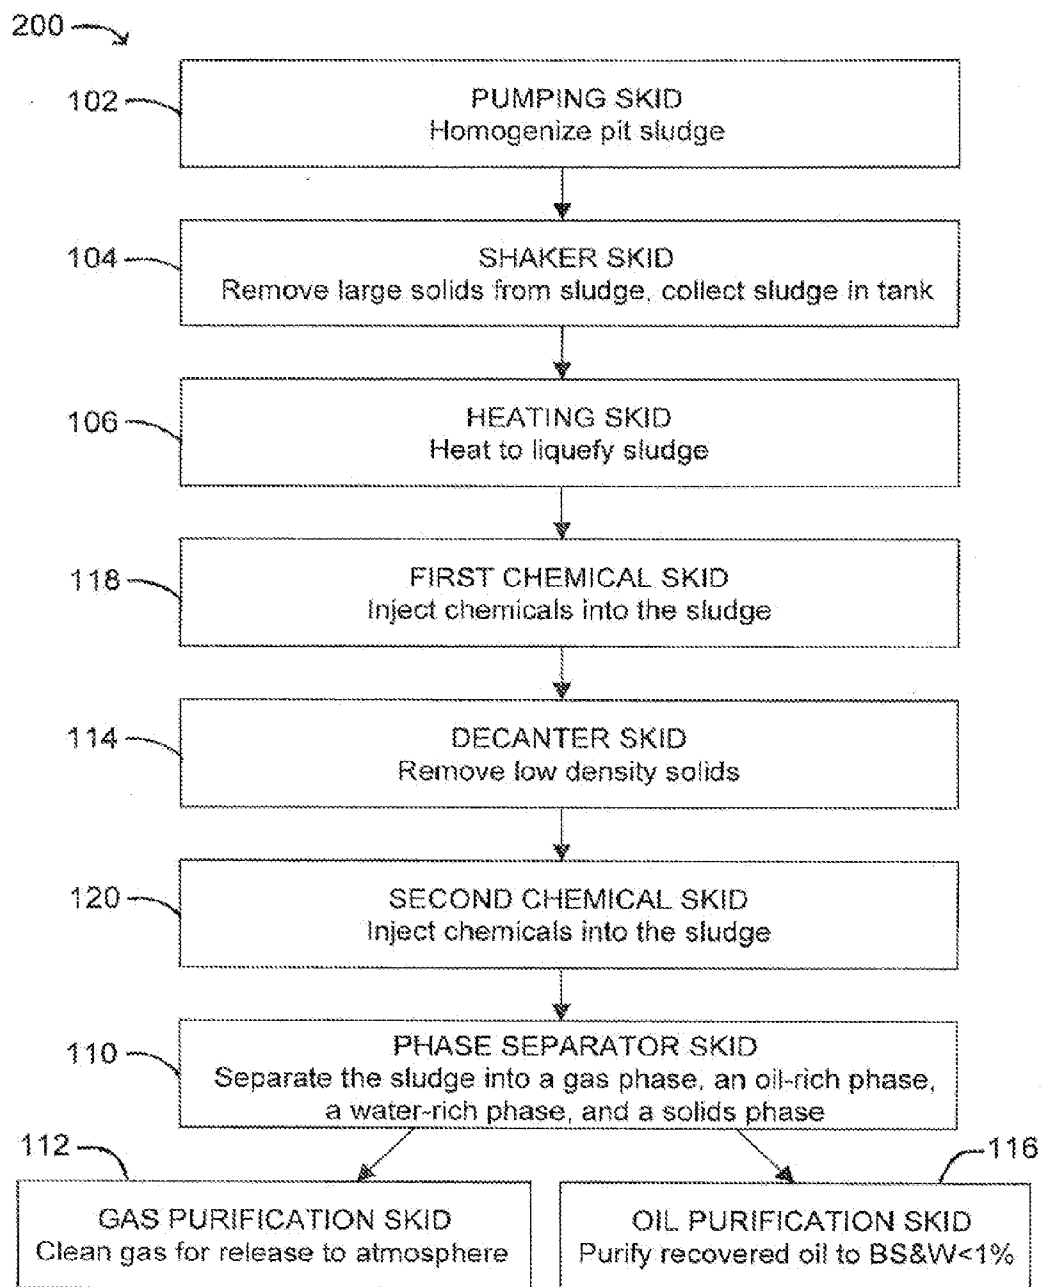 200
102
PUMPING SKID
Homogenize pit sludge
104
SHAKER SKID
Remove large solids from sludge, collect sludge in tank
106
HEATING SKID
Heat to liquefy sludge
118
FIRST CHEMICAL SKID
Inject chemicals into the sludge
114
DECANTER SKID
Remove low density solids
120
SECOND CHEMICAL SKID
Inject chemicals into the sludge
110
PHASE SEPARATOR SKID
Separate the sludge into a gas phase, an oil-rich phase,
a water-rich phase, and a solids phase
112
GAS PURIFICATION SKID
Clean gas for release to atmosphere
116
OIL PURIFICATION SKID
Purify recovered oil to BS&W<1%